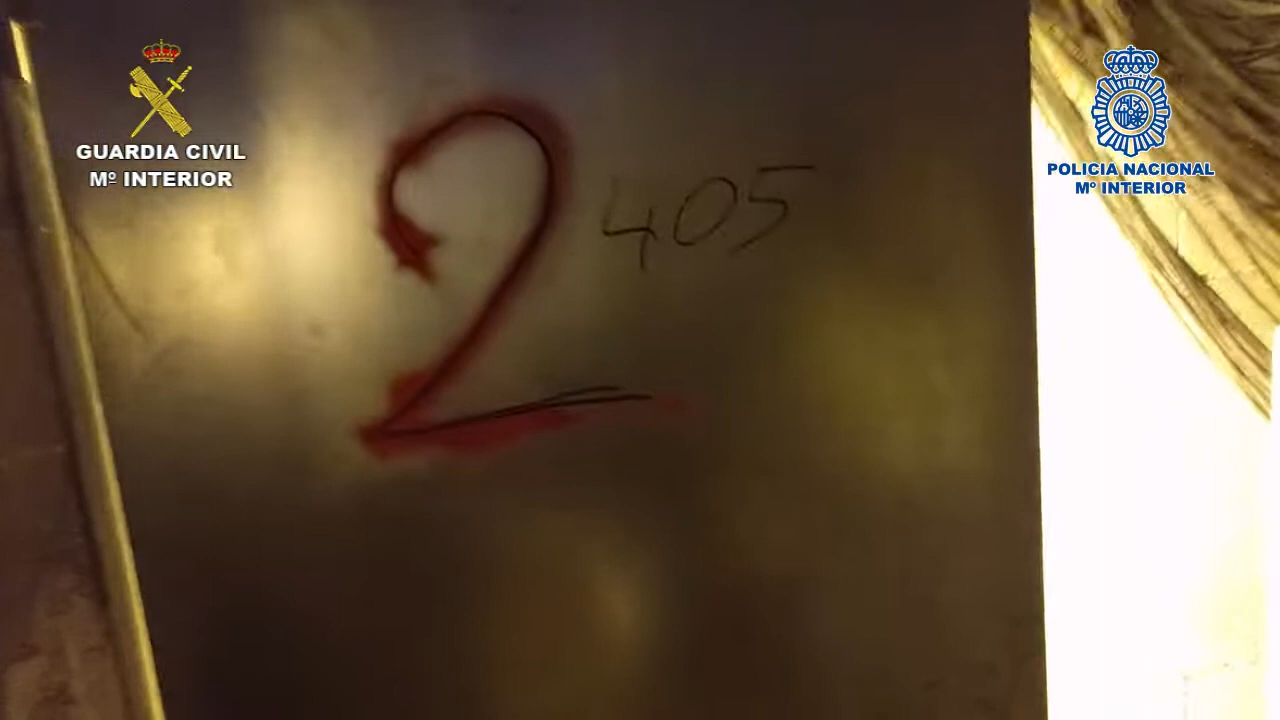 GUARDIA CIVIL
Mº INTERIOR
POLICIA NACIONAL
Mº INTERIOR
2
405